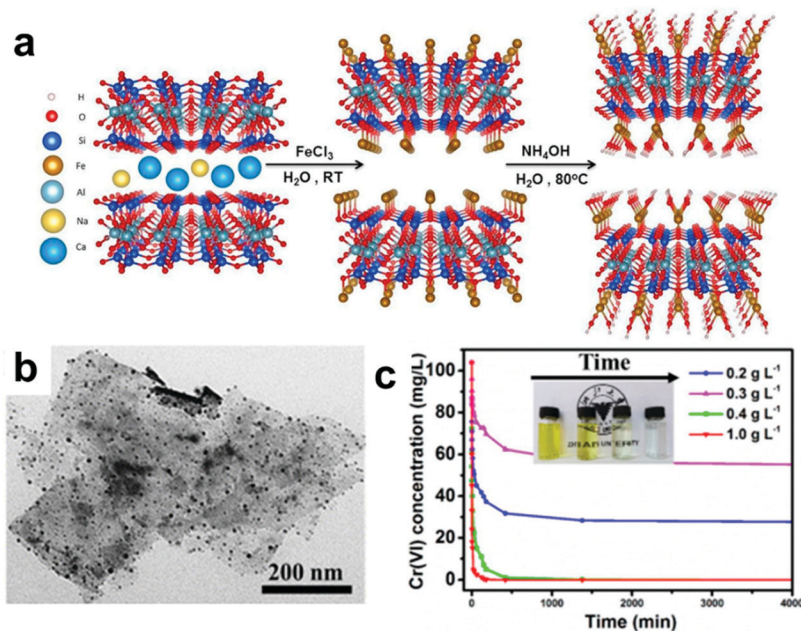 a
H
O
Si
Fe
Al
Na
Ca
FeCl₃
H₂O , RT
NH₄OH
H₂O , 80°C
b
200 nm
c
Cr(VI) concentration (mg/L)
100
80
60
40
20
0
Time
0.2 g L⁻¹
0.3 g L⁻¹
0.4 g L⁻¹
1.0 g L⁻¹
0 1000 2000 3000 4000
Time (min)